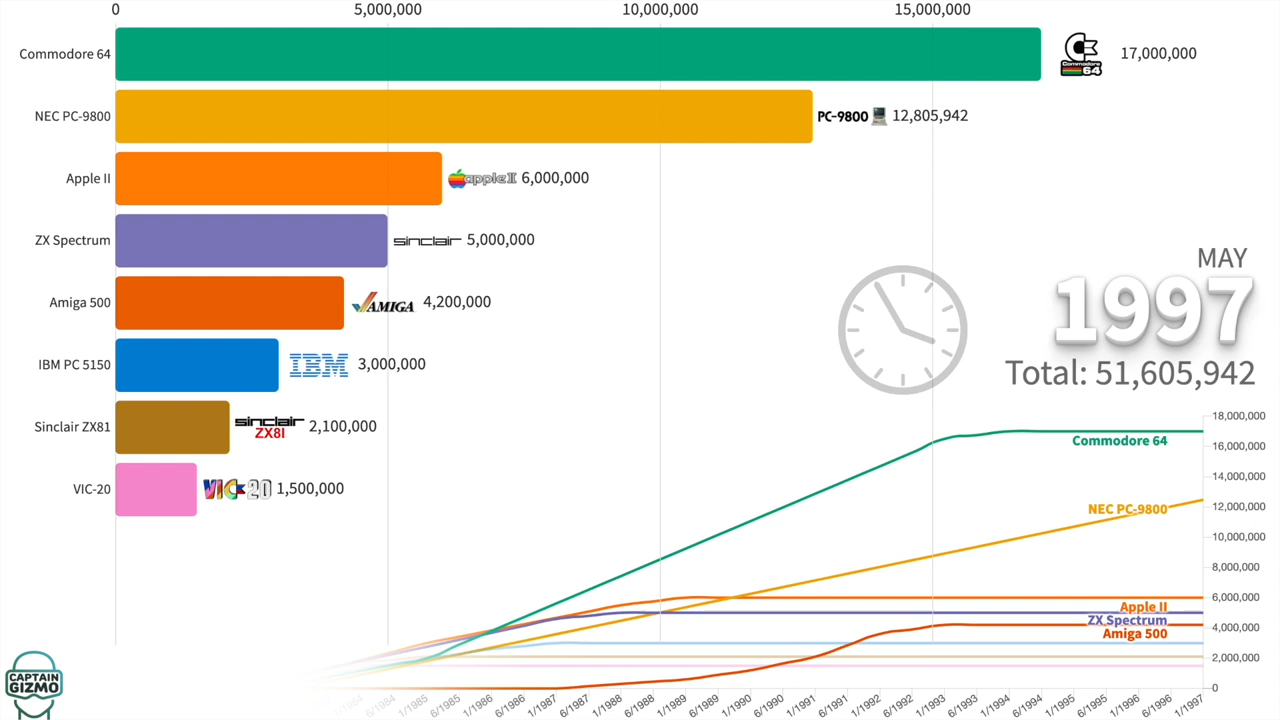 0 5,000,000 10,000,000 15,000,000
Commodore 64 Commodore 64 17,000,000
NEC PC-9800 PC-9800 12,805,942
Apple II apple II 6,000,000
ZX Spectrum sinclair 5,000,000
Amiga 500 AMIGA 4,200,000
IBM PC 5150 IBM 3,000,000
Sinclair ZX81 sinclair ZX81 2,100,000
VIC-20 VIC-20 1,500,000
MAY
1997
Total: 51,605,942
18,000,000
Commodore 64
16,000,000
14,000,000
NEC PC-9800
12,000,000
10,000,000
8,000,000
6,000,000
Apple II
ZX Spectrum
4,000,000
Amiga 500
2,000,000
0
1/1984 6/1984 1/1985 6/1985 1/1986 6/1986 1/1987 6/1987 1/1988 6/1988 1/1989 6/1989 1/1990 6/1990 1/1991 6/1991 1/1992 6/1992 1/1993 6/1993 1/1994 6/1994 1/1995 6/1995 1/1996 6/1996 1/1997
CAPTAIN
GIZMO